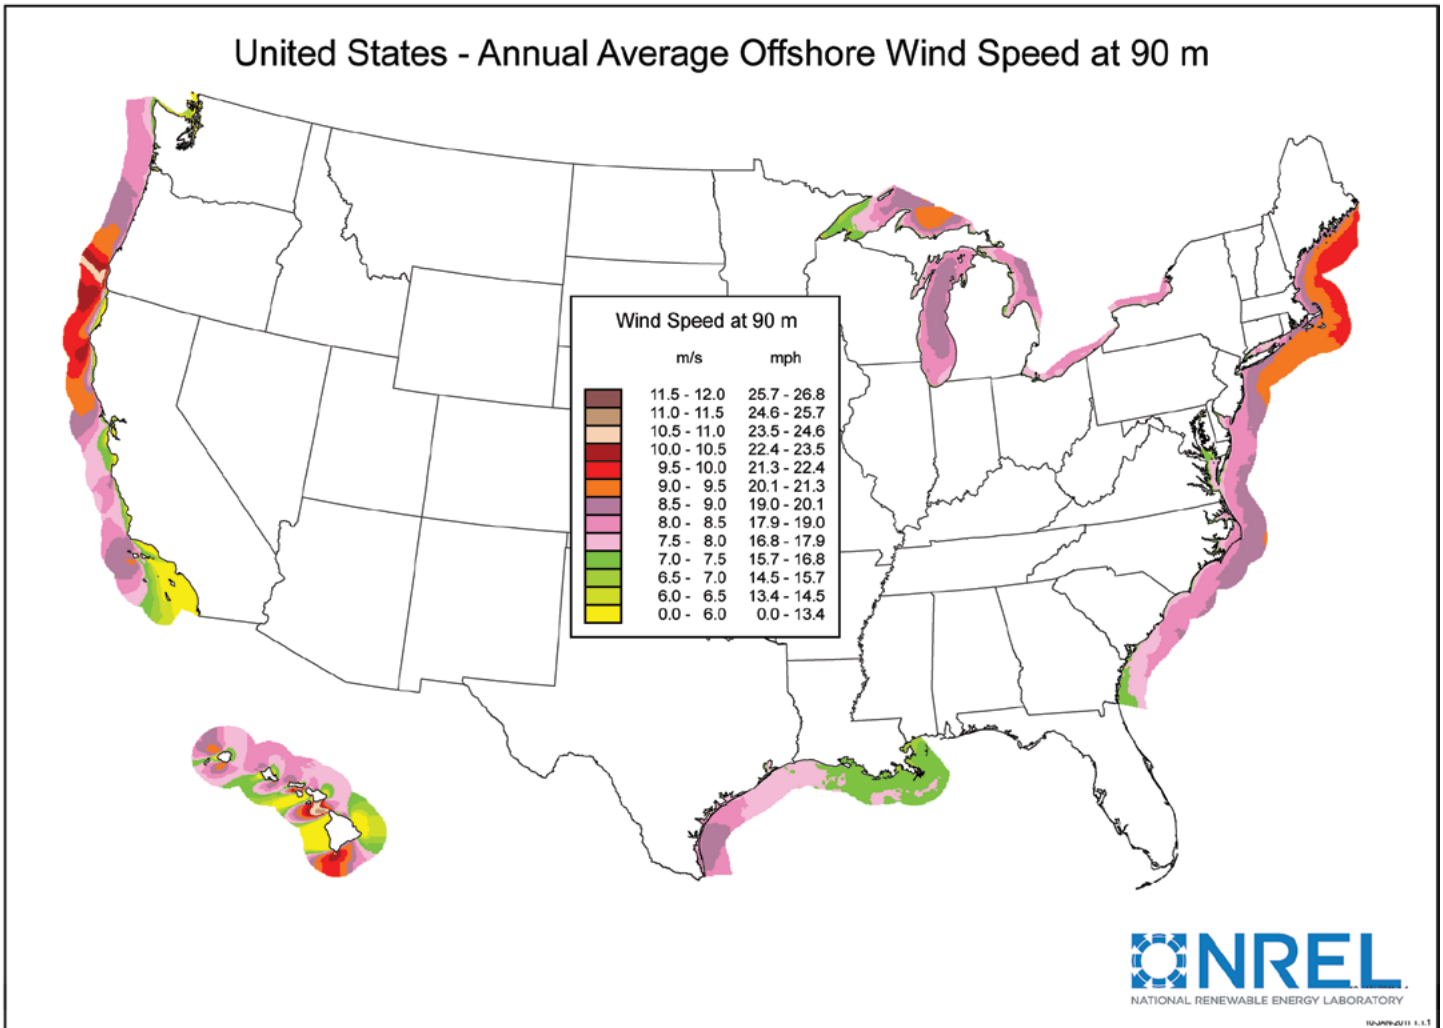 United States - Annual Average Offshore Wind Speed at 90 m
Wind Speed at 90 m
m/s mph
11.5 - 12.0 25.7 - 26.8
11.0 - 11.5 24.6 - 25.7
10.5 - 11.0 23.5 - 24.6
10.0 - 10.5 22.4 - 23.5
9.5 - 10.0 21.3 - 22.4
9.0 - 9.5 20.1 - 21.3
8.5 - 9.0 19.0 - 20.1
8.0 - 8.5 17.9 - 19.0
7.5 - 8.0 16.8 - 17.9
7.0 - 7.5 15.7 - 16.8
6.5 - 7.0 14.5 - 15.7
6.0 - 6.5 13.4 - 14.5
0.0 - 6.0 0.0 - 13.4
NREL
NATIONAL RENEWABLE ENERGY LABORATORY